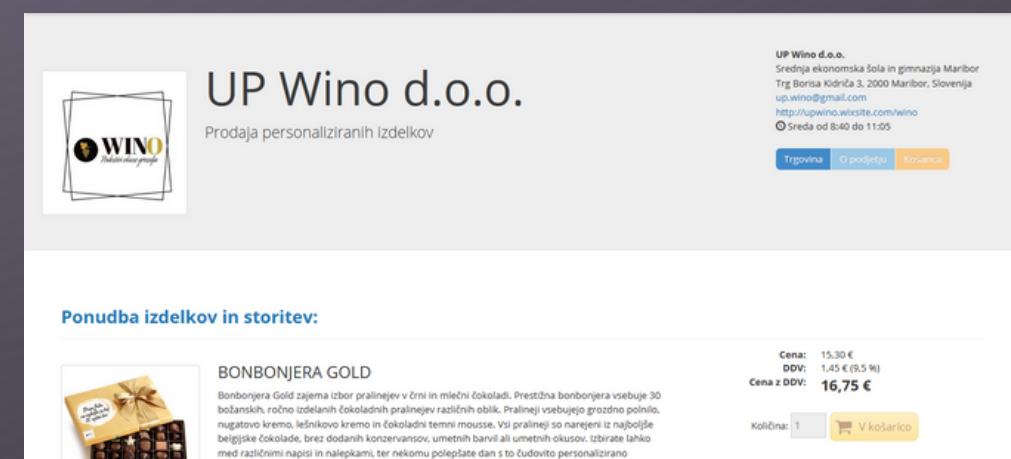 UP Wino d.o.o.
Prodaja personaliziranih izdelkov
WINO
UP Wino d.o.o.
Srednja ekonomska šola in gimnazija Maribor
Trg Borisa Kidriča 3, 2000 Maribor, Slovenija
up.wino@gmail.com
http://upwino.wixsite.com/wino
Sreda od 8:40 do 11:05
Trgovina O podjetju Košarica
Ponudba izdelkov in storitev:
BONBONJERA GOLD
Bonbonjera Gold zajema izbor pralinejev v črni in mlečni čokoladi. Prestižna bonbonjera vsebuje 30
božanskih, ročno izdelanih čokoladnih pralinejev različnih oblik. Pralineji vsebujejo grozdno polnilo,
nugatovo kremo, lešnikovo kremo in čokoladni temni mousse. Vsi pralineji so narejeni iz najboljše
belgijske čokolade, brez dodanih konzervansov, umetnih barvil ali umetnih okusov. Izbirate lahko
med različnimi napisi in nalepkami, ter nekomu polepšate dan s to čudovito personalizirano
Cena: 15,30 €
DDV: 1,45 € (9,5 %)
Cena z DDV: 16,75 €
Količina: 1 V košarico